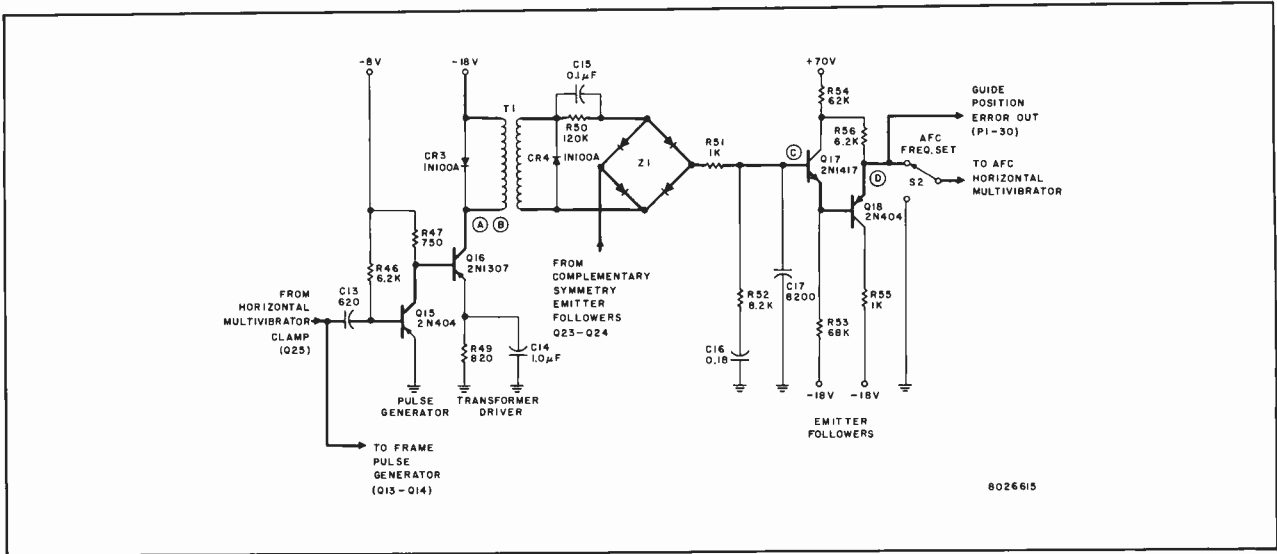 -8V
-18V
C15
0.1μF
T1
R50
120K
CR3
1N100A
CR4
1N100A
Z1
R51
1K
+70V
R54
62K
R56
6.2K
GUIDE
POSITION
ERROR OUT
(P1-30)
AFC
FREQ.SET
TO AFC
HORIZONTAL
MULTIVIBRATOR
S2
C
Q17
2N1417
D
Q18
2N404
A B
R47
750
Q16
2N1307
R46
6.2K
C13
620
FROM
HORIZONTAL
MULTIVIBRATOR
CLAMP
(Q25)
Q15
2N404
R49
820
C14
1.0μF
FROM
COMPLEMENTARY
SYMMETRY
EMITTER
FOLLOWERS
Q23-Q24
R52
8.2K
C16
0.18
C17
8200
R53
68K
R55
1K
-18V
-18V
PULSE
GENERATOR
TRANSFORMER
DRIVER
EMITTER
FOLLOWERS
TO FRAME
PULSE
GENERATOR
(Q13-Q14)
8026615